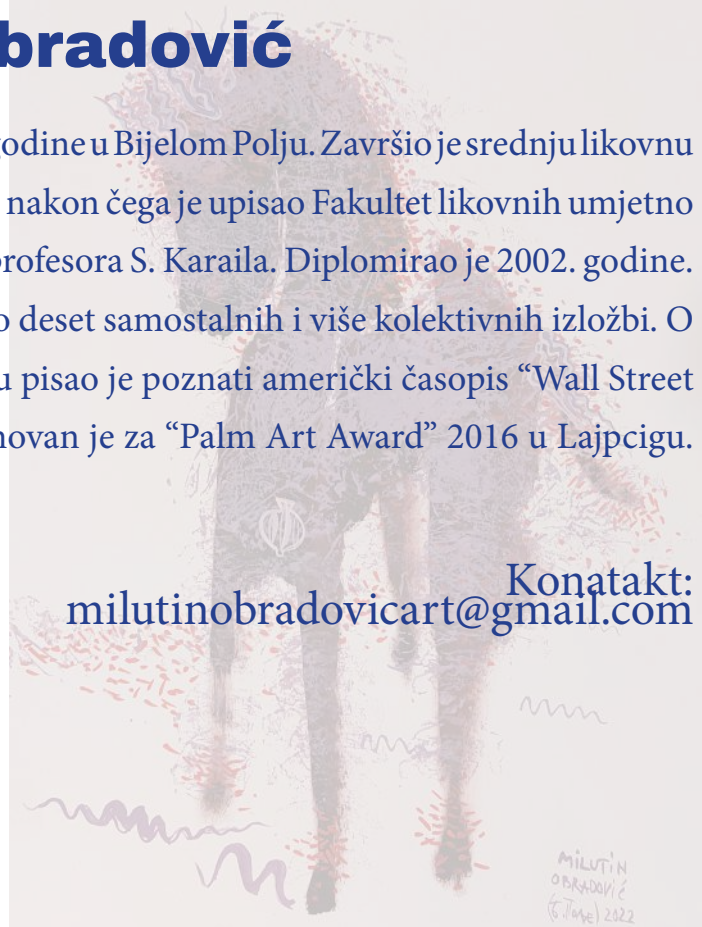 bradović
godine u Bijelom Polju. Završio je srednju likovnu
nakon čega je upisao Fakultet likovnih umjetno
profesora S. Karaila. Diplomirao je 2002. godine.
o deset samostalnih i više kolektivnih izložbi. O
u pisao je poznati američki časopis “Wall Street
novan je za “Palm Art Award” 2016 u Lajpcigu.
Konatakt:
milutinobradovicart@gmail.com
MiLUTiN
OBRADOVIĆ
2022